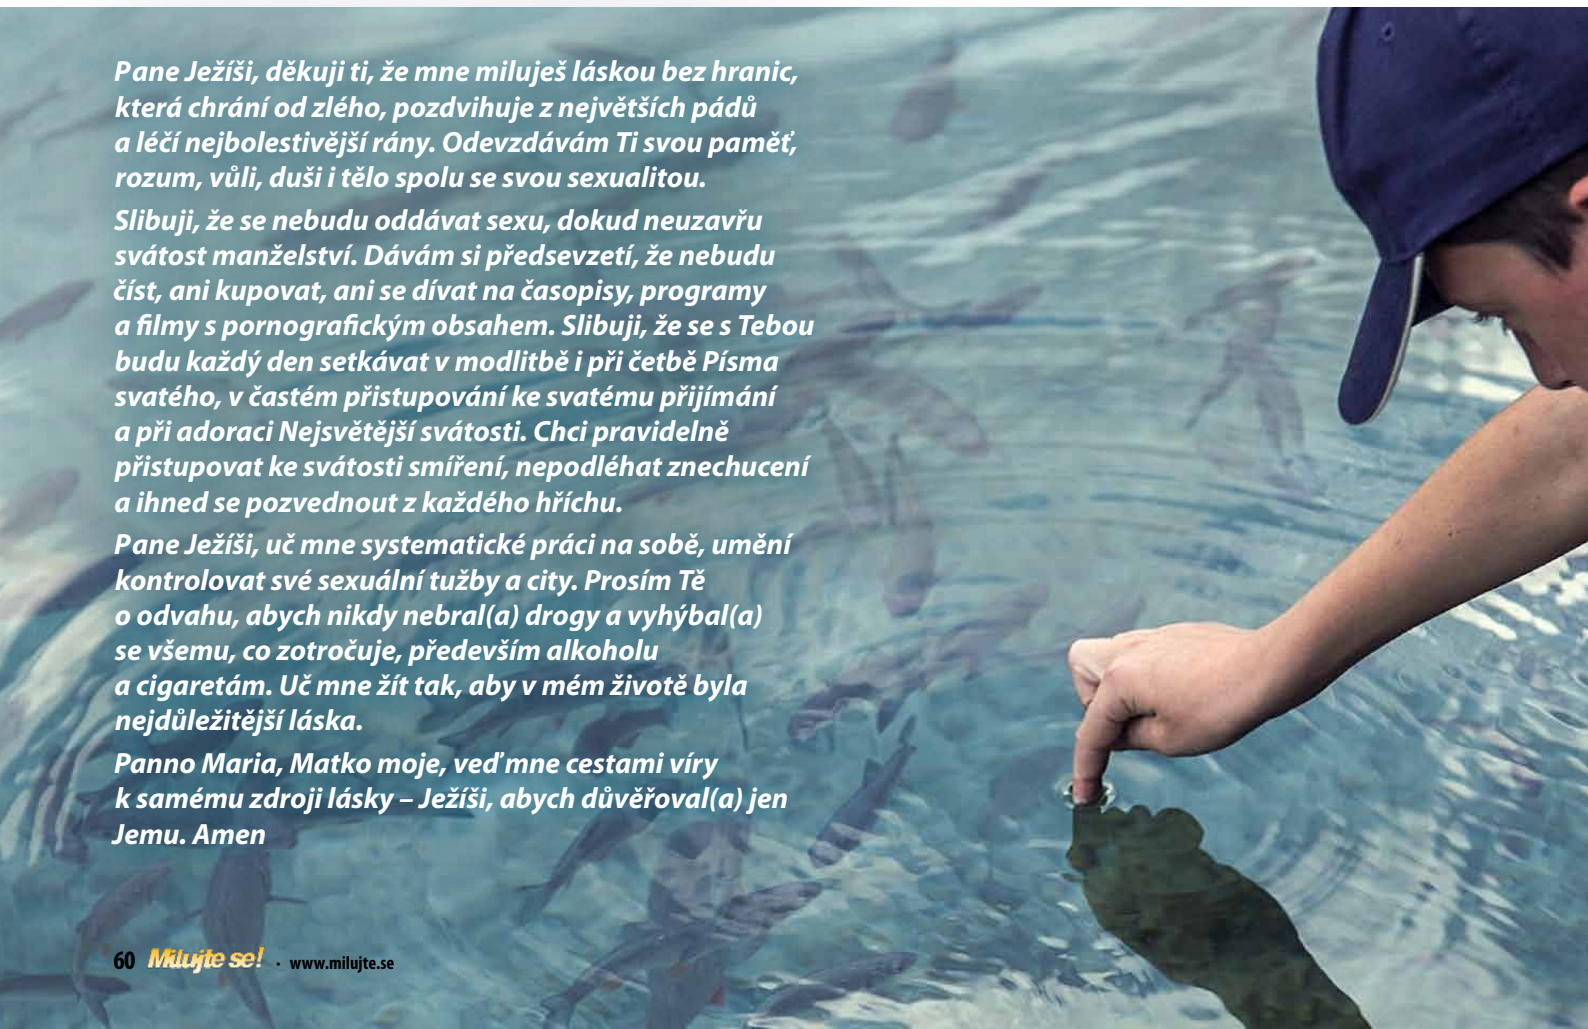 Pane Ježíši, děkuji ti, že mne miluješ láskou bez hranic,
která chrání od zlého, pozdvihuje z největších pádů
a léčí nejbolestivější rány. Odevzdávám Ti svou paměť,
rozum, vůli, duši i tělo spolu se svou sexualitou.
Slibuji, že se nebudu oddávat sexu, dokud neuzavřu
svátost manželství. Dávám si předsevzetí, že nebudu
číst, ani kupovat, ani se dívat na časopisy, programy
a filmy s pornografickým obsahem. Slibuji, že se s Tebou
budu každý den setkávat v modlitbě i při četbě Písma
svatého, v častém přistupování ke svatému přijímání
a při adoraci Nejsvětější svátosti. Chci pravidelně
přistupovat ke svátosti smíření, nepodléhat znechucení
a ihned se pozvednout z každého hříchu.
Pane Ježíši, uč mne systematické práci na sobě, umění
kontrolovat své sexuální tužby a city. Prosím Tě
o odvahu, abych nikdy nebral(a) drogy a vyhýbal(a)
se všemu, co zotročuje, především alkoholu
a cigaretám. Uč mne žít tak, aby v mém životě byla
nejdůležitější láska.
Panno Maria, Matko moje, veď mne cestami víry
k samému zdroji lásky – Ježíši, abych důvěřoval(a) jen
Jemu. Amen
60 Milujte se! · www.milujte.se